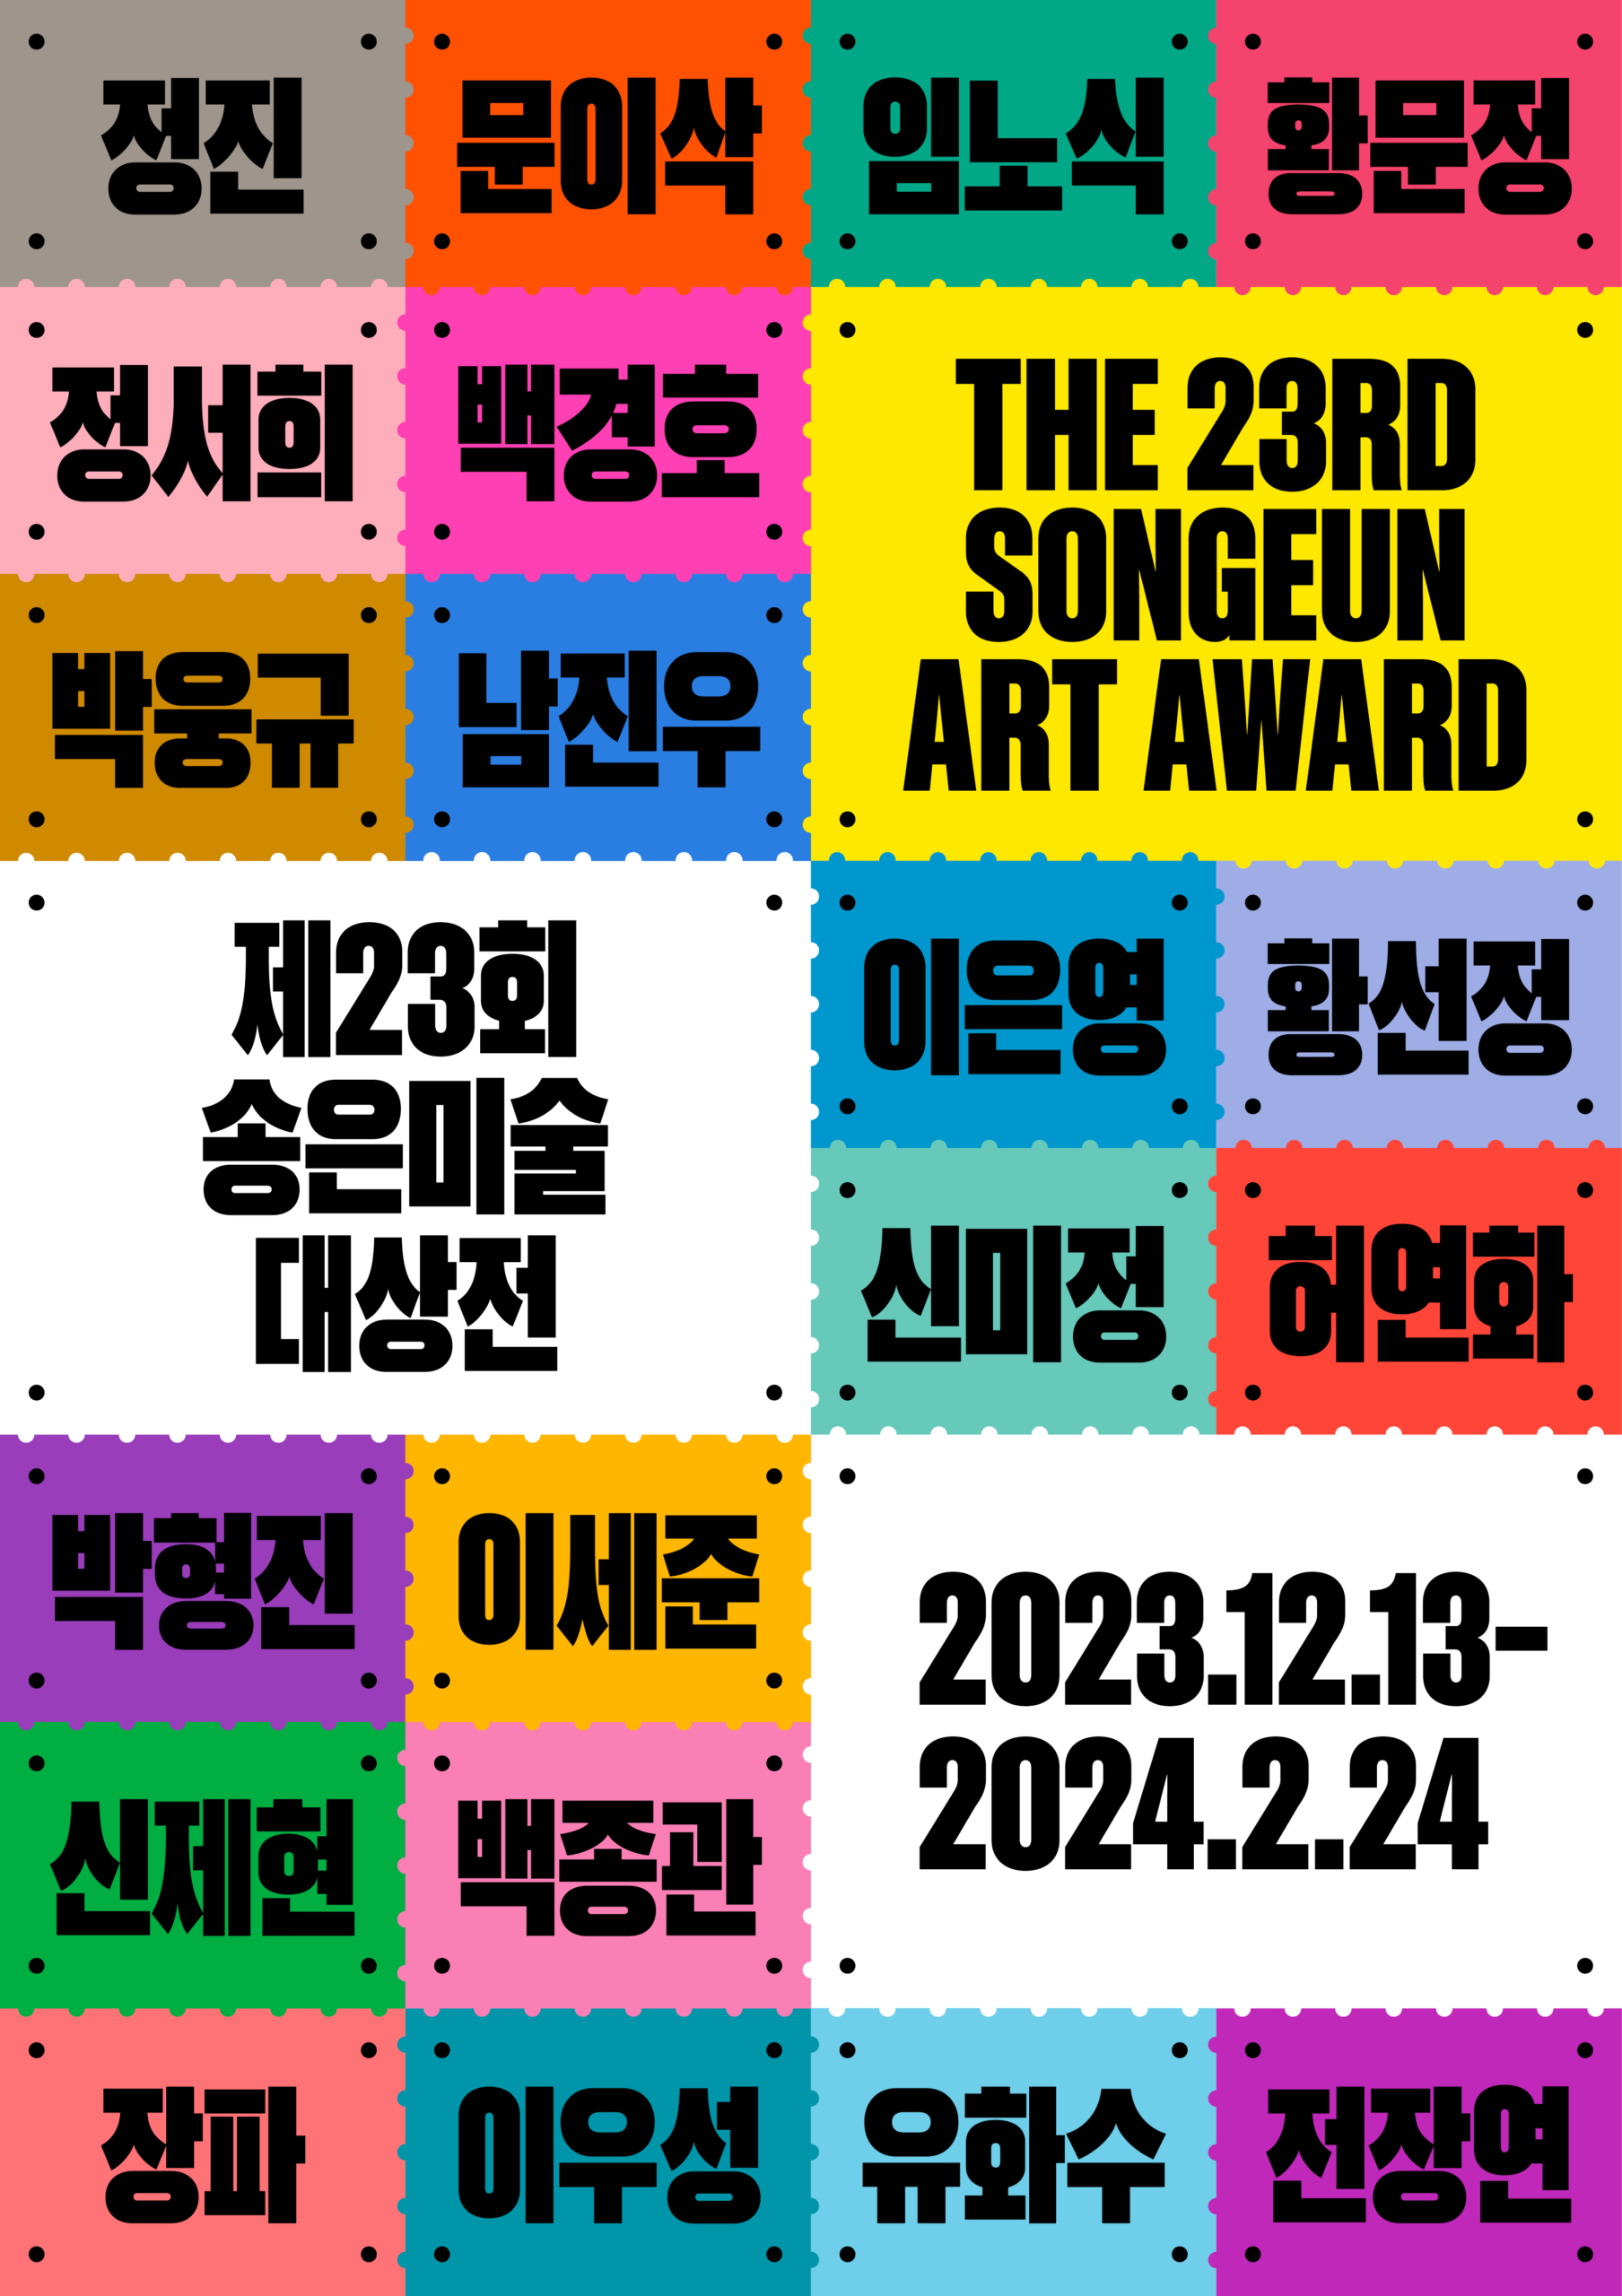 정진
문이삭
임노식
황문정
정서희
백경호
THE 23RD
SONGEUN
ART AWARD
박웅규
남진우
제23회
송은미술
대상전
이은영
황선정
신미정
허연화
박형진
이세준
2023.12.13-
2024.2.24
신제현
백종관
장파
이우성
유화수
전장연